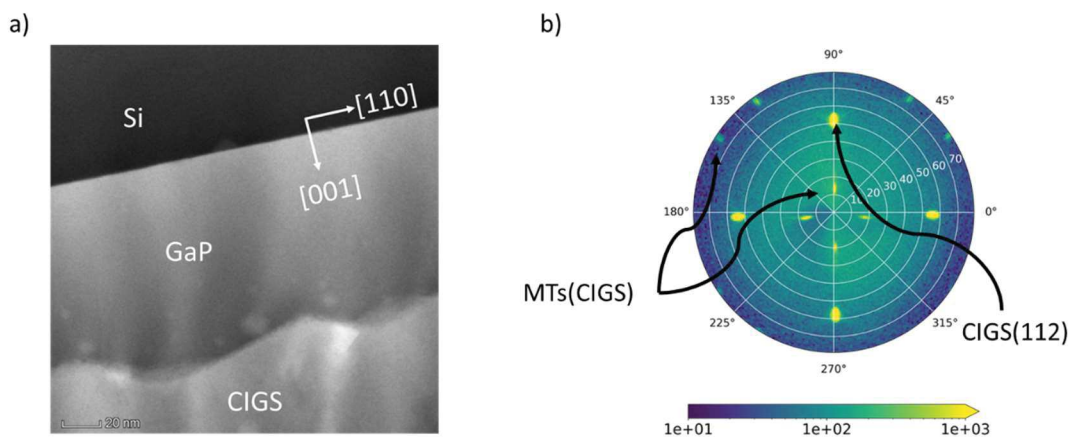 a)
Si
[110]
[001]
GaP
CIGS
20 nm
b)
90°
135°
45°
10 20 30 40 50 60 70
180°
0°
MTs(CIGS)
CIGS(112)
225°
315°
270°
1e+01
1e+02
1e+03